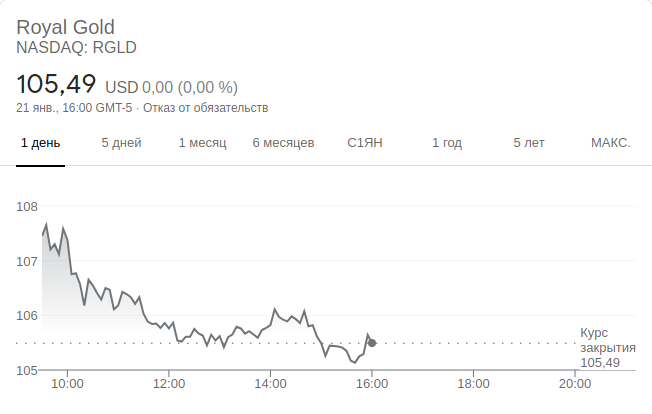 Royal Gold
NASDAQ: RGLD
105,49 USD 0,00 (0,00 %)
21 янв., 16:00 GMT-5 · Отказ от обязательств
1 день 5 дней 1 месяц 6 месяцев С1ЯН 1 год 5 лет МАКС.
108
107
106
105
Курс
закрытия
105,49
10:00 12:00 14:00 16:00 18:00 20:00